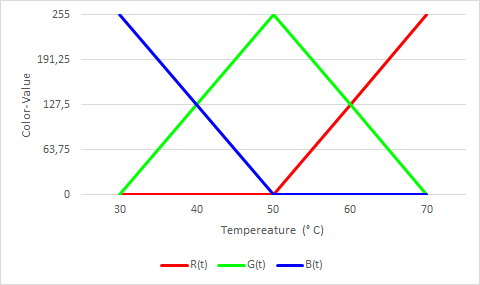 255
191,25
127,5
63,75
0
Color-Value
30 40 50 60 70
Tempereature (° C)
R(t) G(t) B(t)